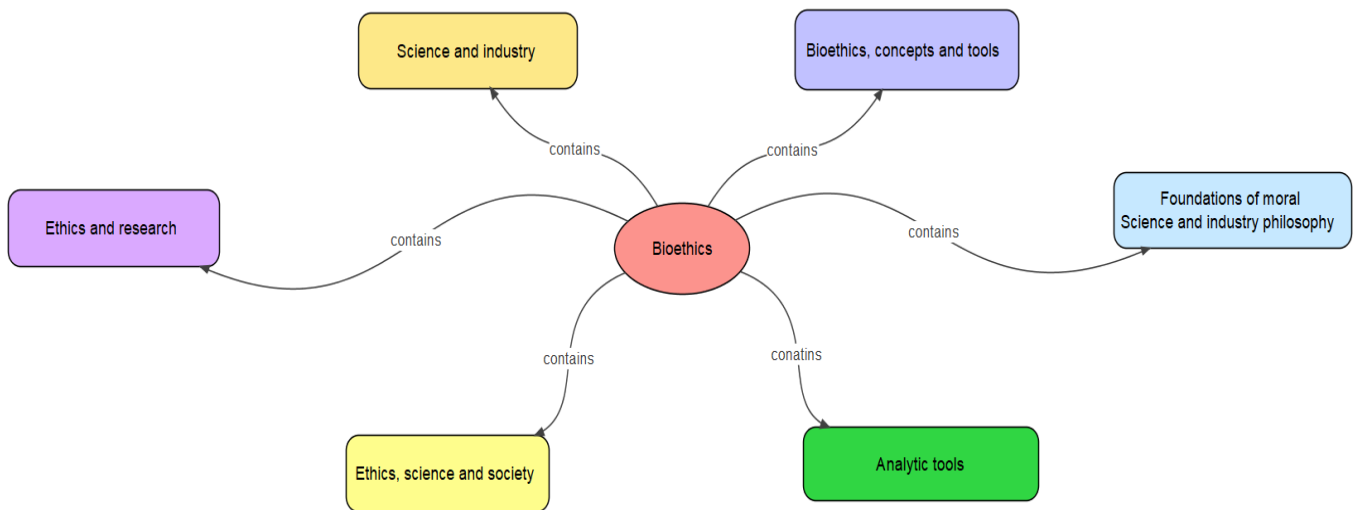 Science and industry
Bioethics, concepts and tools
contains
contains
Ethics and research
Foundations of moral
Science and industry philosophy
contains
contains
Bioethics
contains
conatins
Ethics, science and society
Analytic tools